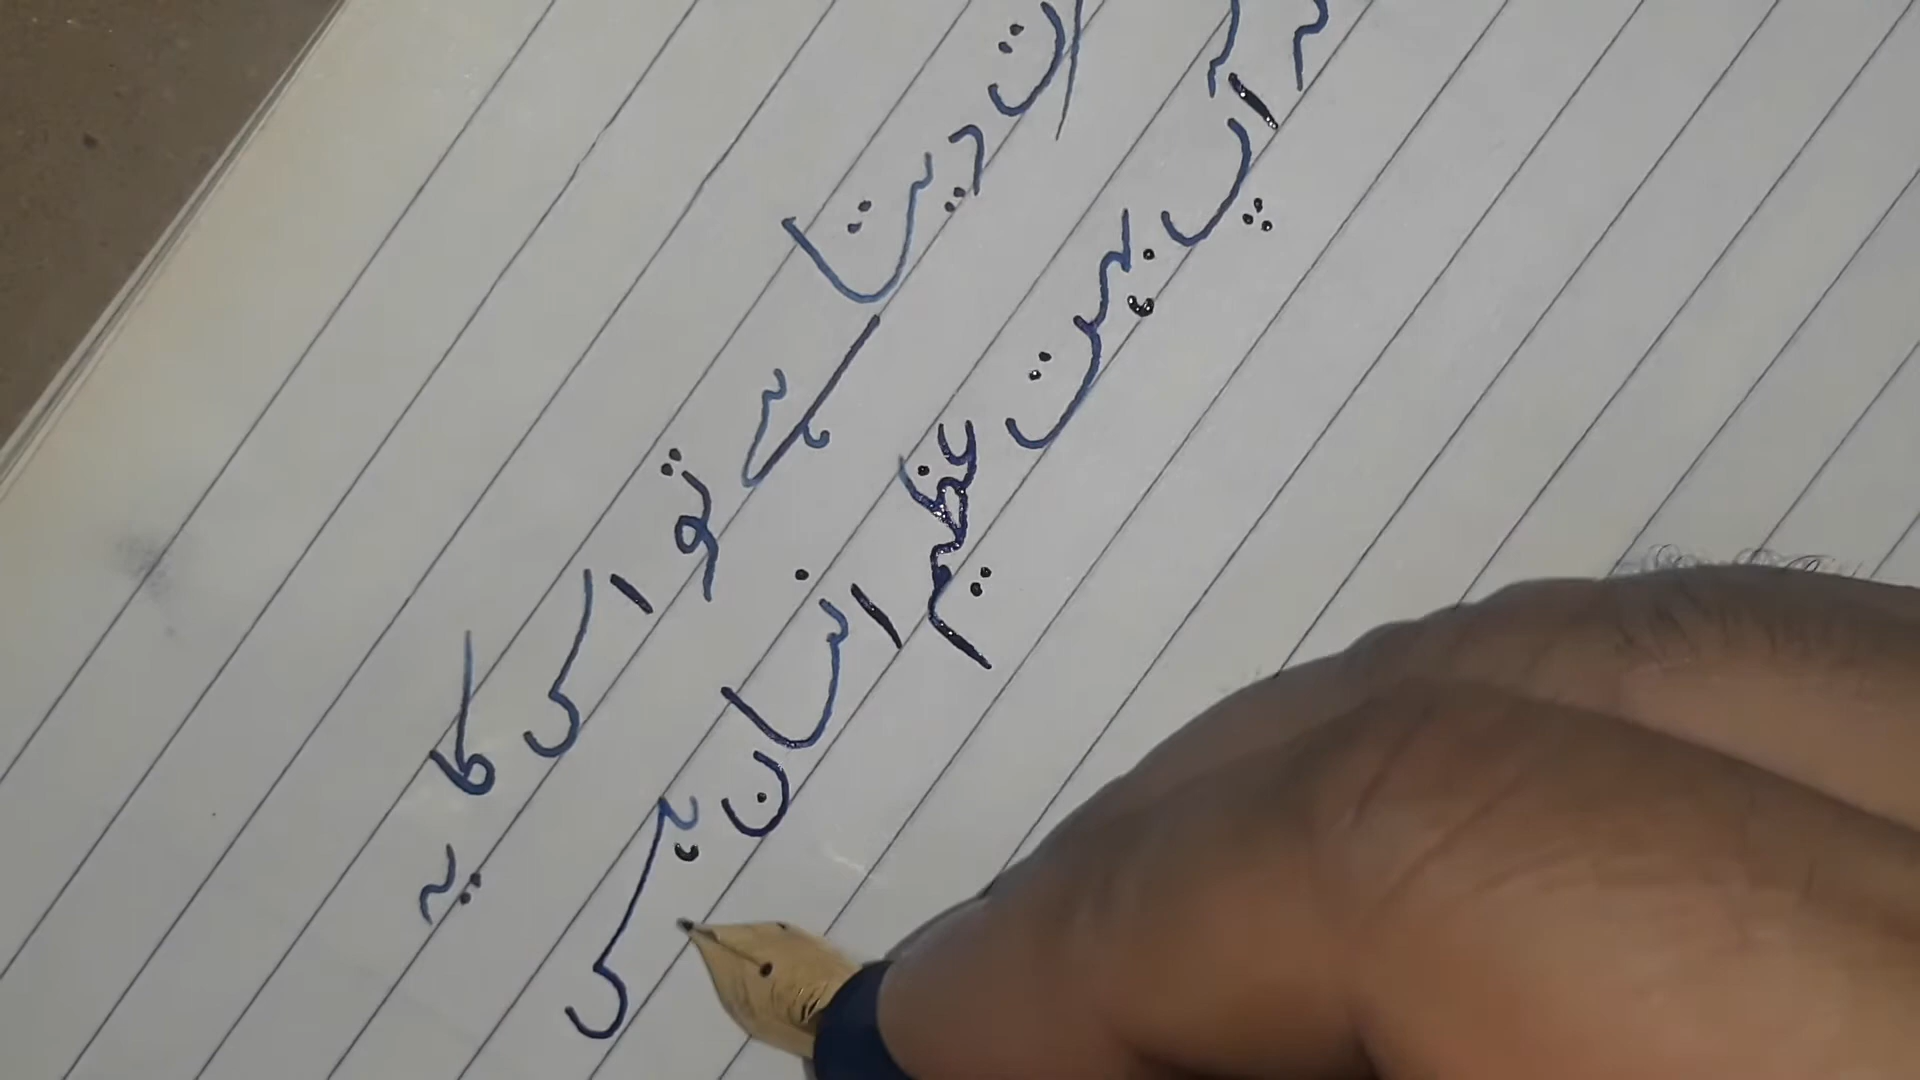 دیتا ہے تو اس کا یہ
آپ بہت عظیم انسان ہیں